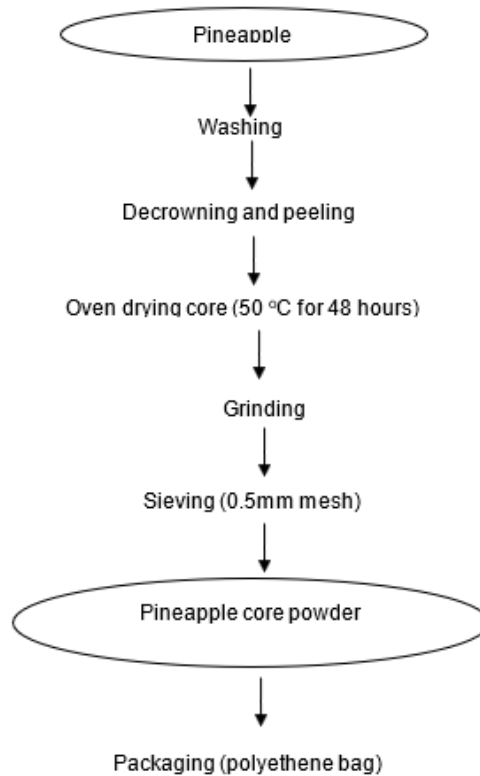 Pineapple
Washing
Decrowning and peeling
Oven drying core (50 °C for 48 hours)
Grinding
Sieving (0.5mm mesh)
Pineapple core powder
Packaging (polyethene bag)